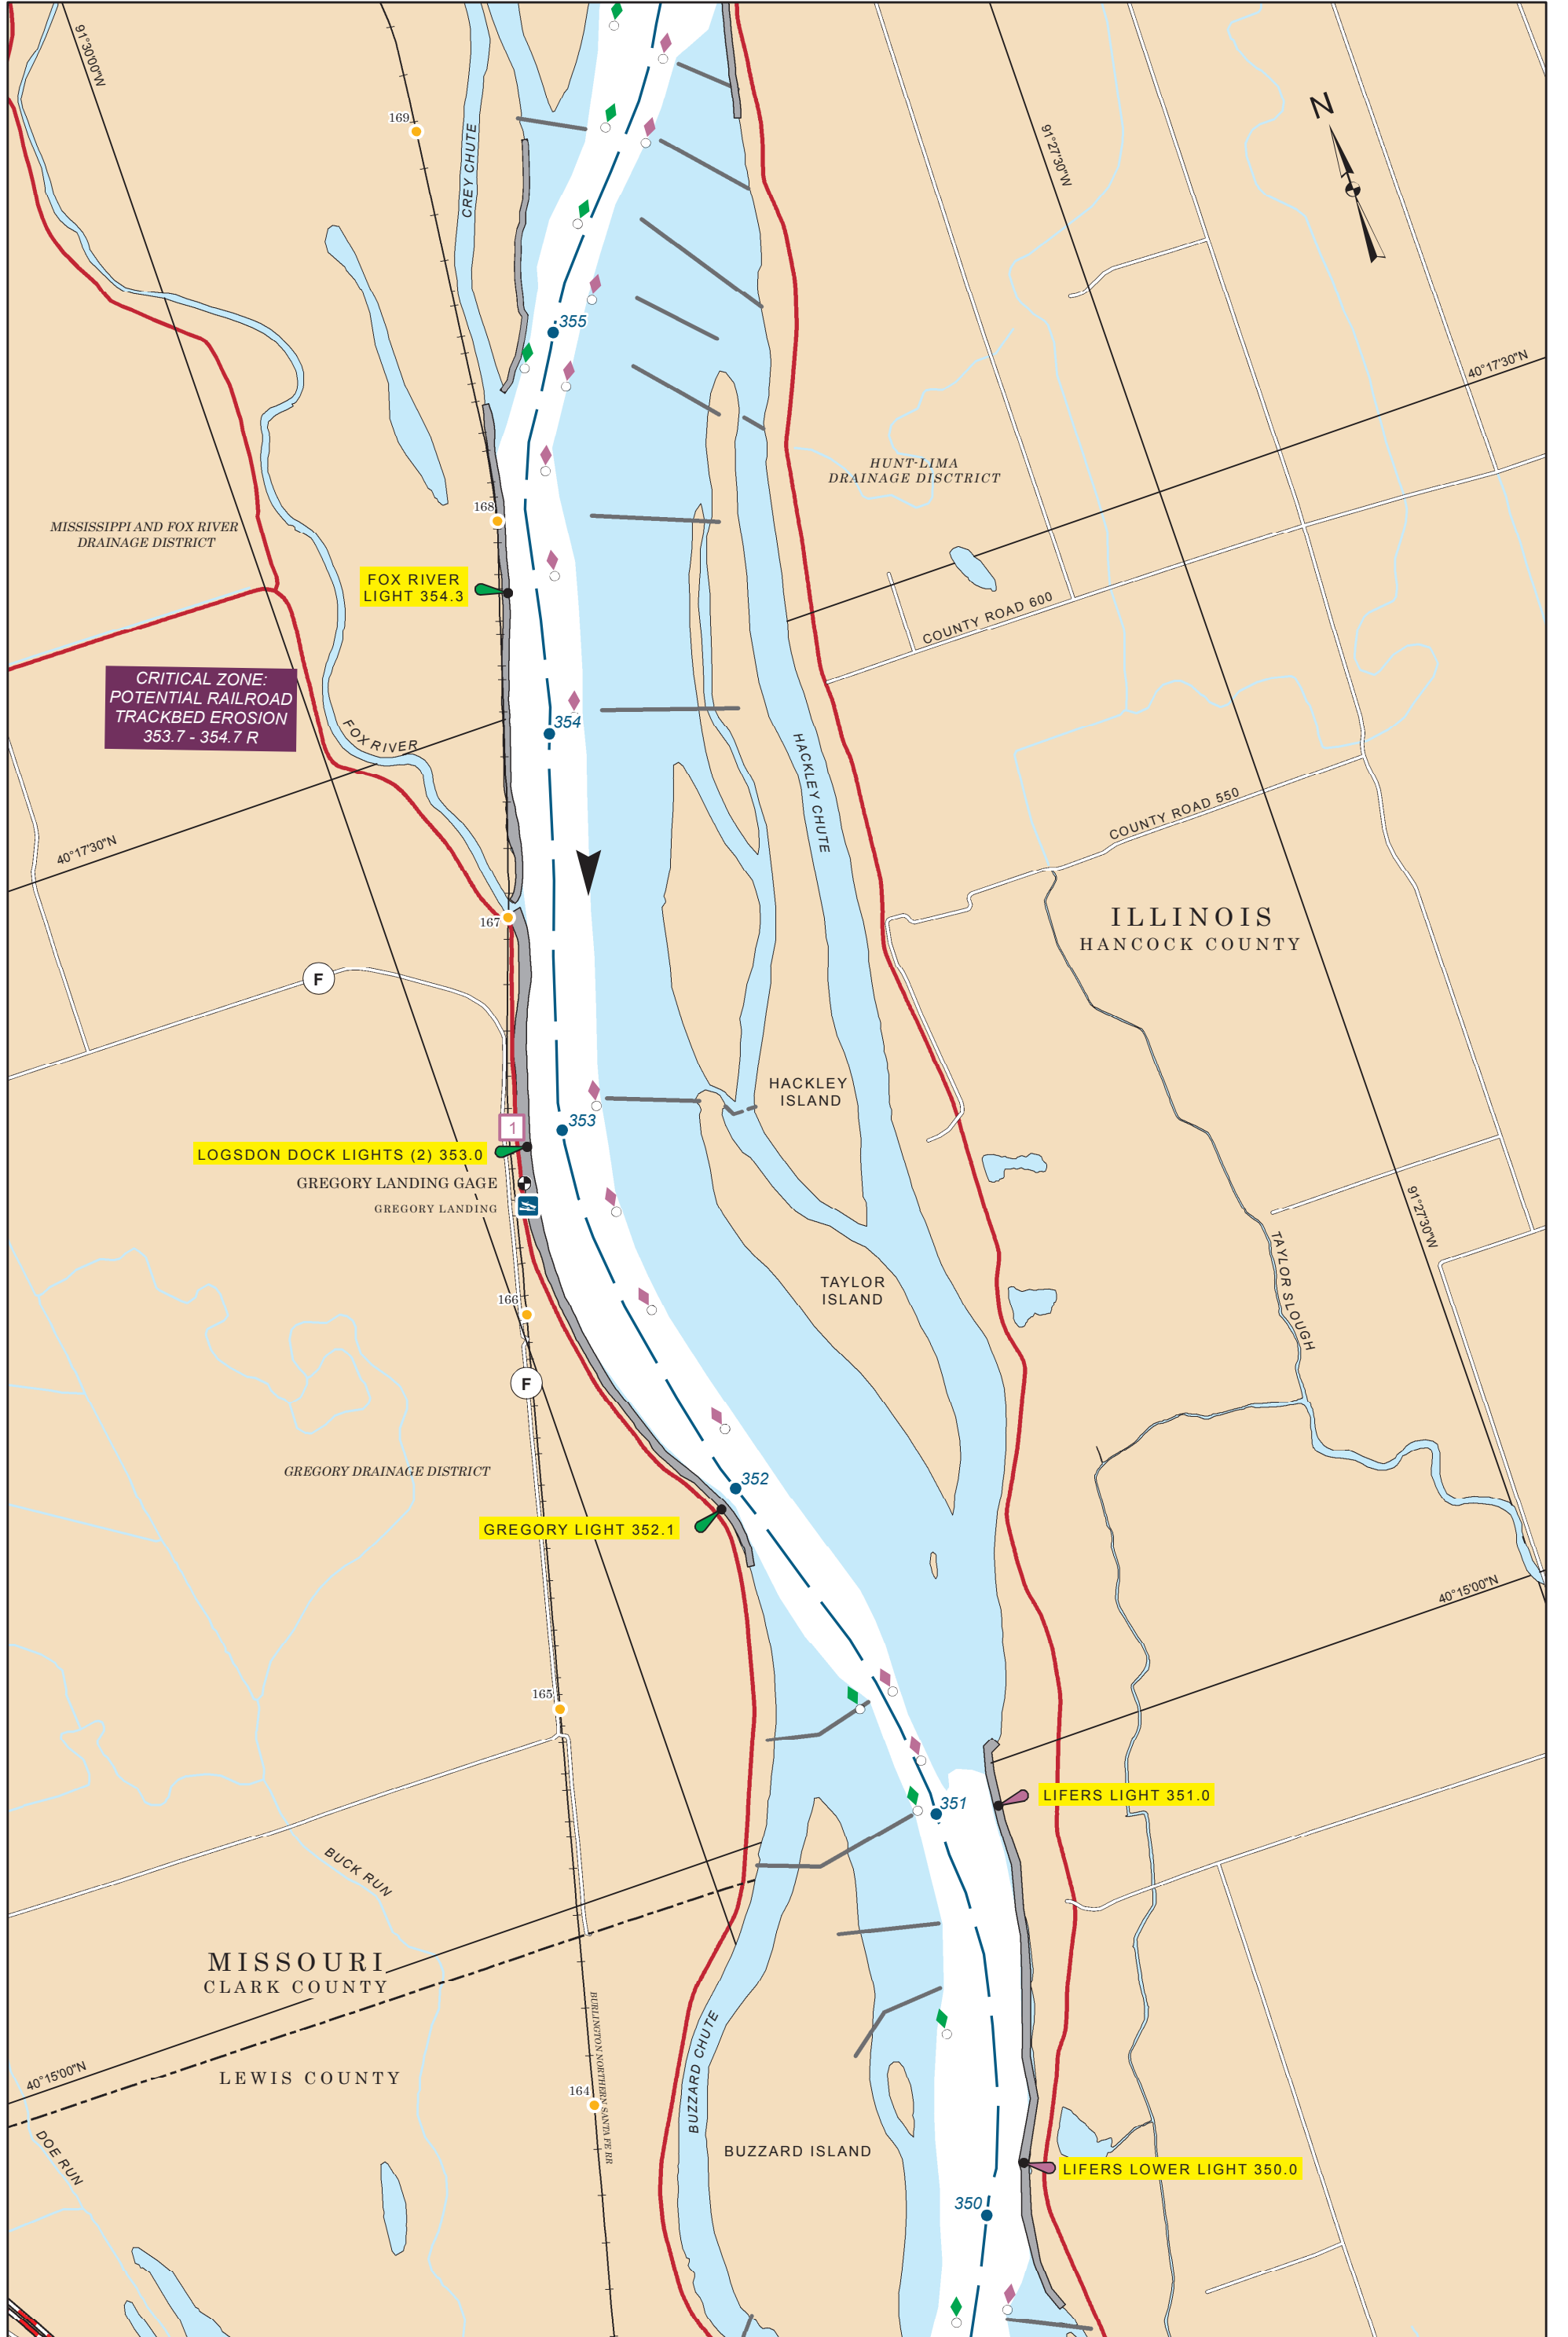 91°30'00"W
169
CREY CHUTE
91°27'30"W
N
355
40°17'30"N
HUNT-LIMA
DRAINAGE DISCTRICT
168
MISSISSIPPI AND FOX RIVER
DRAINAGE DISTRICT
FOX RIVER
LIGHT 354.3
COUNTY ROAD 600
CRITICAL ZONE:
POTENTIAL RAILROAD
TRACKBED EROSION
353.7 - 354.7 R
354
FOX RIVER
HACKLEY CHUTE
COUNTY ROAD 550
40°17'30"N
167
ILLINOIS
HANCOCK COUNTY
F
HACKLEY
ISLAND
353
1
LOGSDON DOCK LIGHTS (2) 353.0
GREGORY LANDING GAGE
GREGORY LANDING
91°27'30"W
TAYLOR SLOUGH
TAYLOR
ISLAND
166
F
GREGORY DRAINAGE DISTRICT
352
GREGORY LIGHT 352.1
40°15'00"N
165
LIFERS LIGHT 351.0
351
BUCK RUN
MISSOURI
CLARK COUNTY
BURLINGTON NORTHERN SANTA FE RR
BUZZARD CHUTE
40°15'00"N
LEWIS COUNTY
164
DOE RUN
BUZZARD ISLAND
LIFERS LOWER LIGHT 350.0
350